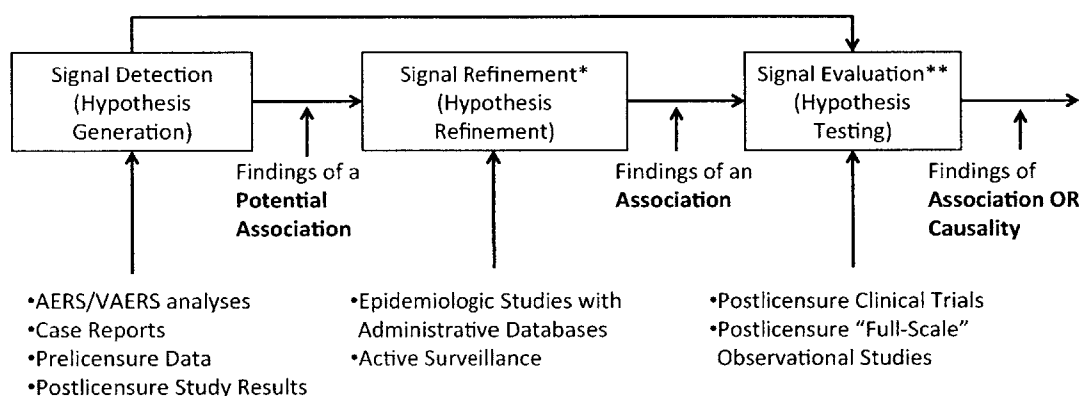 Signal Detection
(Hypothesis
Generation)
Signal Refinement*
(Hypothesis
Refinement)
Signal Evaluation**
(Hypothesis
Testing)
Findings of a
Potential
Association
Findings of an
Association
Findings of
Association OR
Causality
•AERS/VAERS analyses
•Case Reports
•Prelicensure Data
•Postlicensure Study Results
•Epidemiologic Studies with
Administrative Databases
•Active Surveillance
•Postlicensure Clinical Trials
•Postlicensure “Full-Scale”
Observational Studies